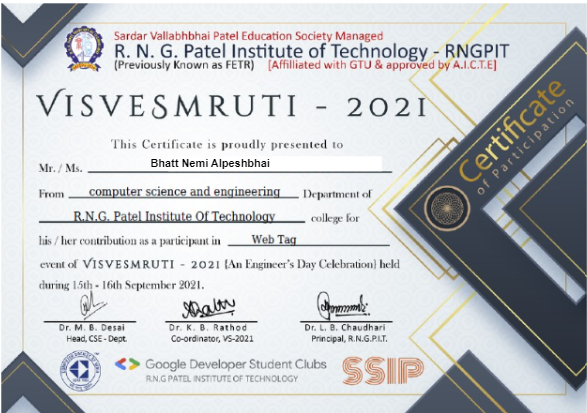 Sardar Vallabhbhai Patel Education Society Managed
R. N. G. Patel Institute of Technology - RNGPIT
(Previously Known as FETR) [Affilliated with GTU & approved by A.I.C.T.E]
VISVESMRUTI - 2021
Certificate
of Participation
This Certificate is proudly presented to
Mr. / Ms. Bhatt Nemi Alpeshbhai
From computer science and engineering Department of
R.N.G. Patel Institute Of Technology college for
his / her contribution as a participant in Web Tag
event of VISVESMRUTI - 2021 {An Engineer's Day Celebration} held
during 15th - 16th September 2021.
Dr. M. B. Desai Dr. K. B. Rathod Dr. L. B. Chaudhari
Head, CSE - Dept. Co-ordinator, VS-2021 Principal, R.N.G.P.I.T.
Google Developer Student Clubs
R.N.G PATEL INSTITUTE OF TECHNOLOGY
SSIP